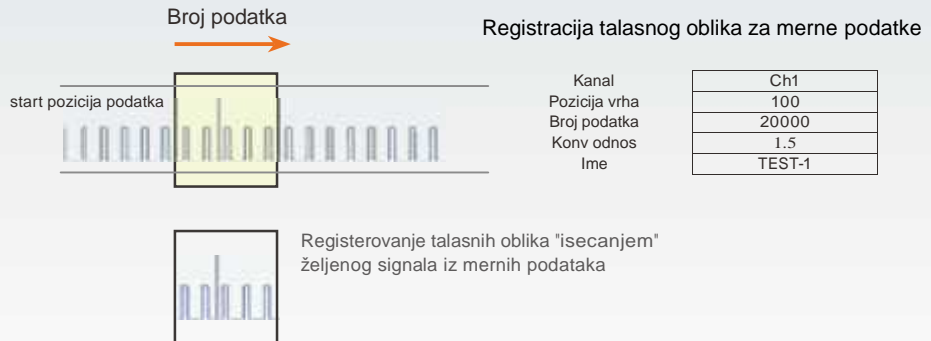 Broj podatka
Registracija talasnog oblika za merne podatke
start pozicija podatka
Kanal Ch1
Pozicija vrha 100
Broj podatka 20000
Konv odnos 1.5
Ime TEST-1
Registerovanje talasnih oblika "isecanjem"
željenog signala iz mernih podataka